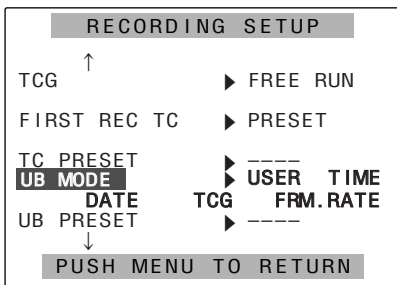 RECORDING SETUP
↑
TCG ▶ FREE RUN
FIRST REC TC ▶ PRESET
TC PRESET ▶ ----
UB MODE ▶ USER TIME
DATE TCG FRM.RATE
UB PRESET ▶ ----
↓
PUSH MENU TO RETURN